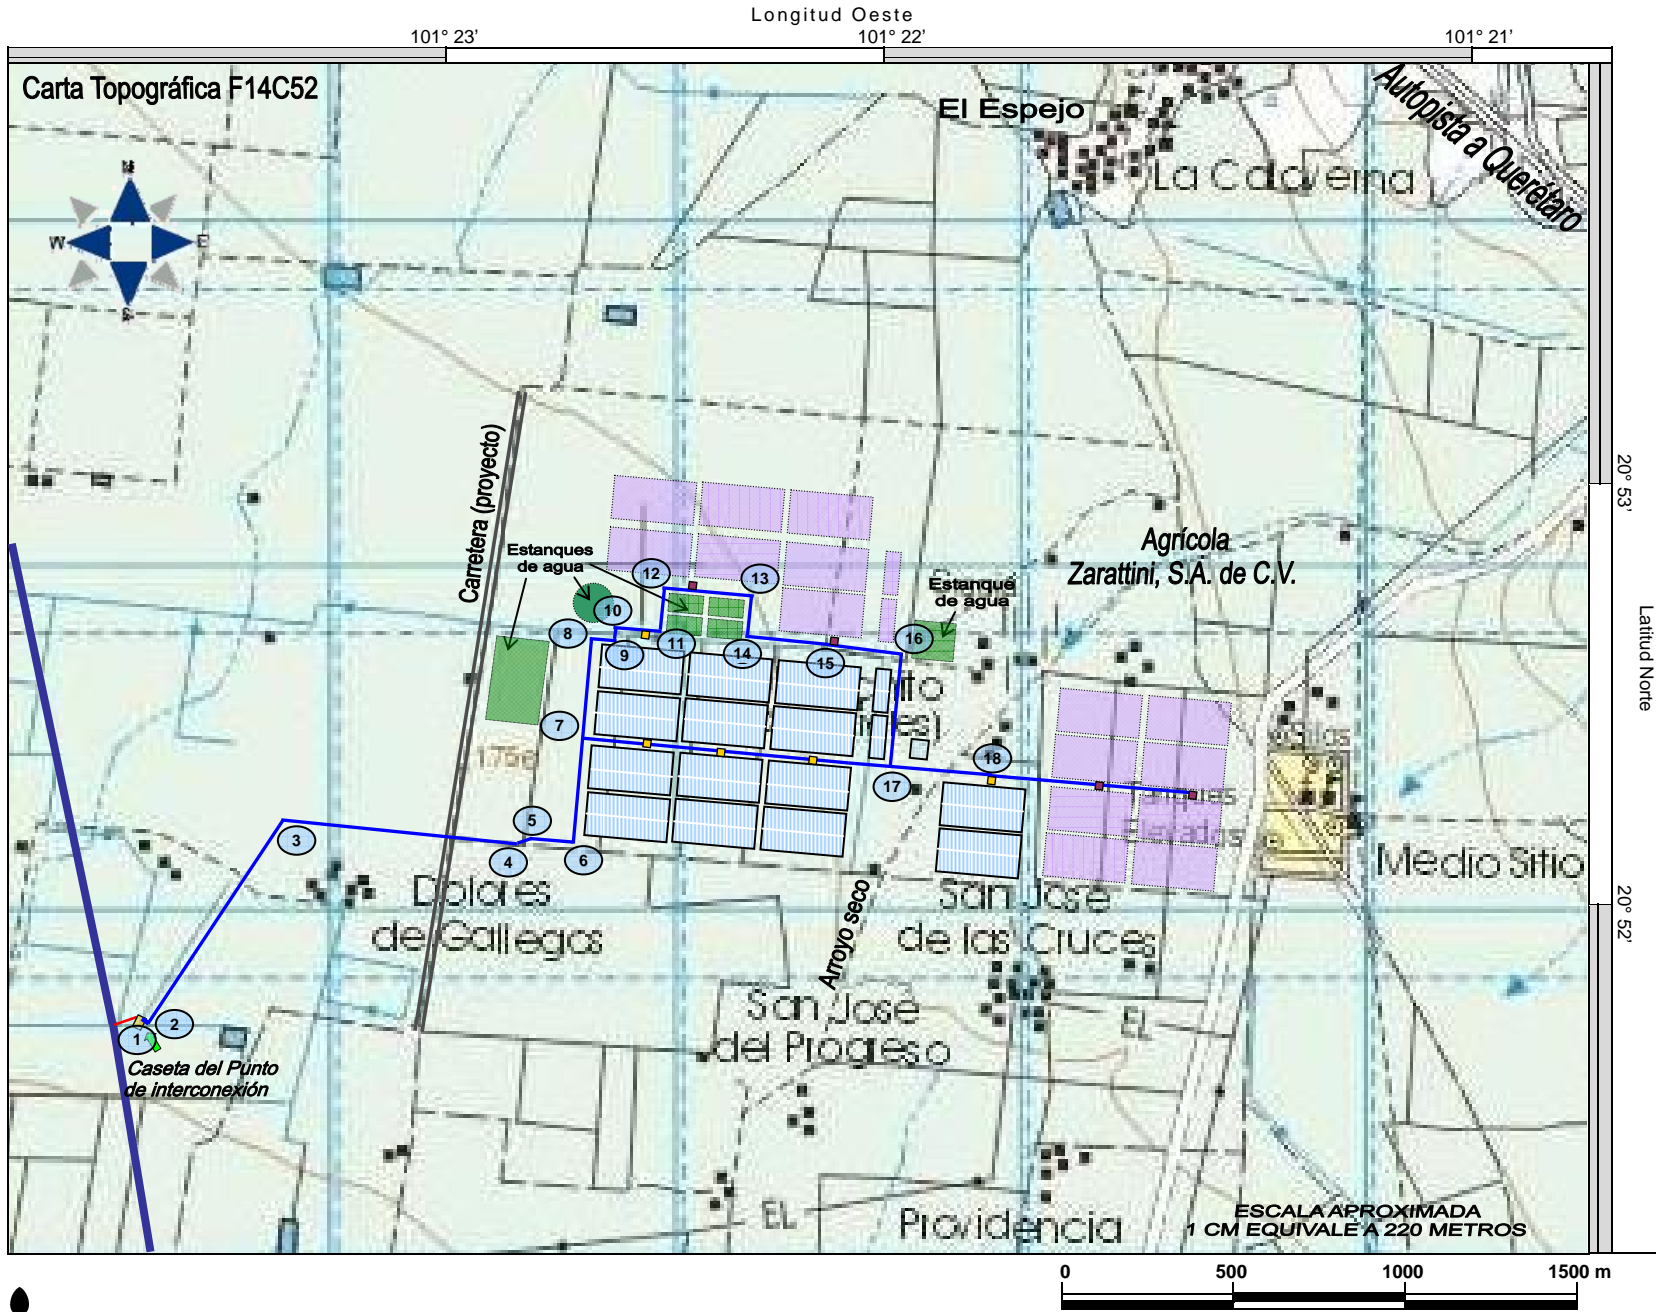 Longitud Oeste
101° 23'
101° 22'
101° 21'
Carta Topográfica F14C52
El Espejo
Autopista a Querétaro
La Calaverna
N
W
E
S
20° 53'
Carretera (proyecto)
Estanques
de agua
Agrícola
Zarattini, S.A. de C.V.
Estanque
de agua
12
13
10
8
11
16
9
14
15
Latitud Norte
7
18
17
5
3
4
6
Medio Sitio
Dolores
de Gallegos
San José
de las Cruces
20° 52'
Arroyo seco
San José
del Progreso
EL
2
1
Caseta del Punto
de interconexión
EL
Providencia
ESCALA APROXIMADA
1 CM EQUIVALE A 220 METROS
0
500
1000
1500 m